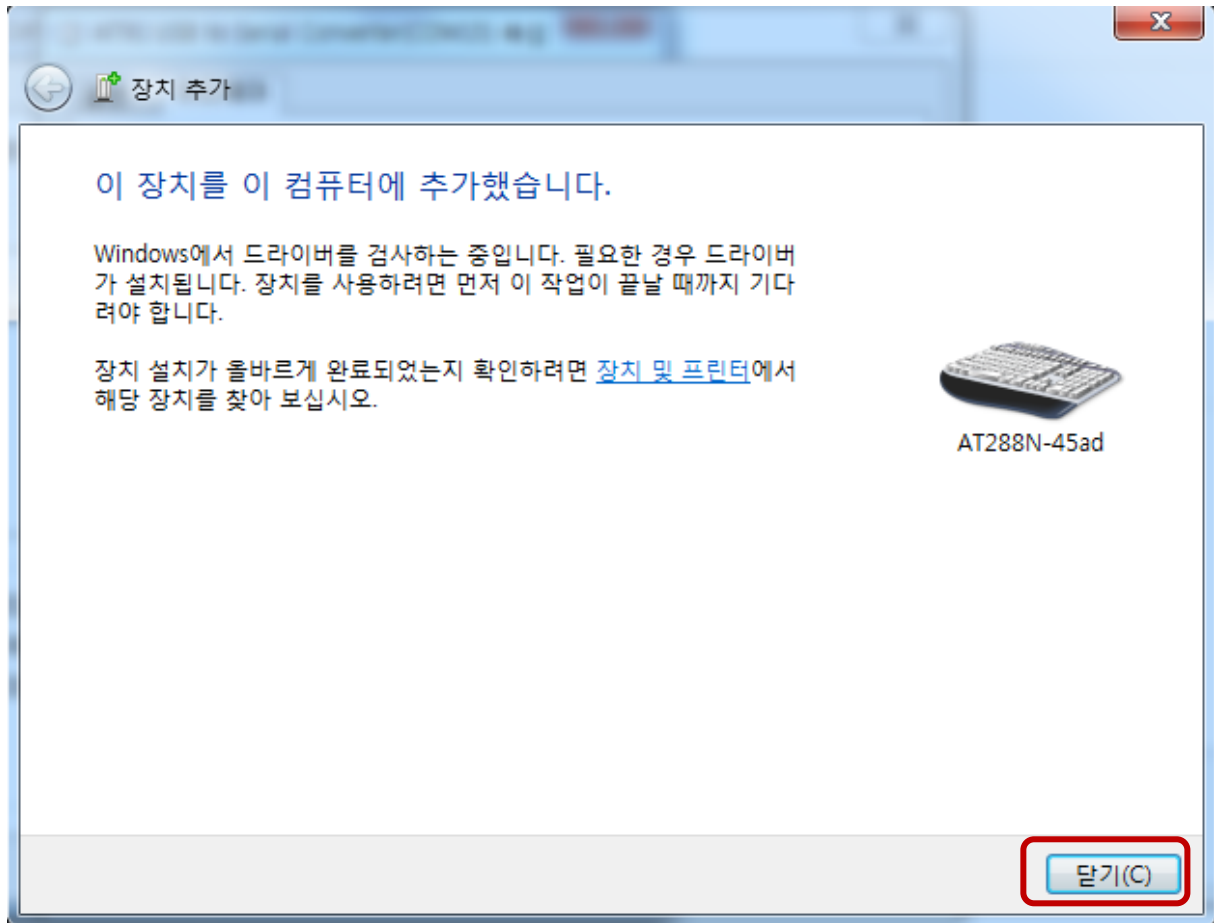 장치 추가
이 장치를 이 컴퓨터에 추가했습니다.
Windows에서 드라이버를 검사하는 중입니다. 필요한 경우 드라이버
가 설치됩니다. 장치를 사용하려면 먼저 이 작업이 끝날 때까지 기다
려야 합니다.
장치 설치가 올바르게 완료되었는지 확인하려면 장치 및 프린터에서
해당 장치를 찾아 보십시오.
AT288N-45ad
닫기(C)